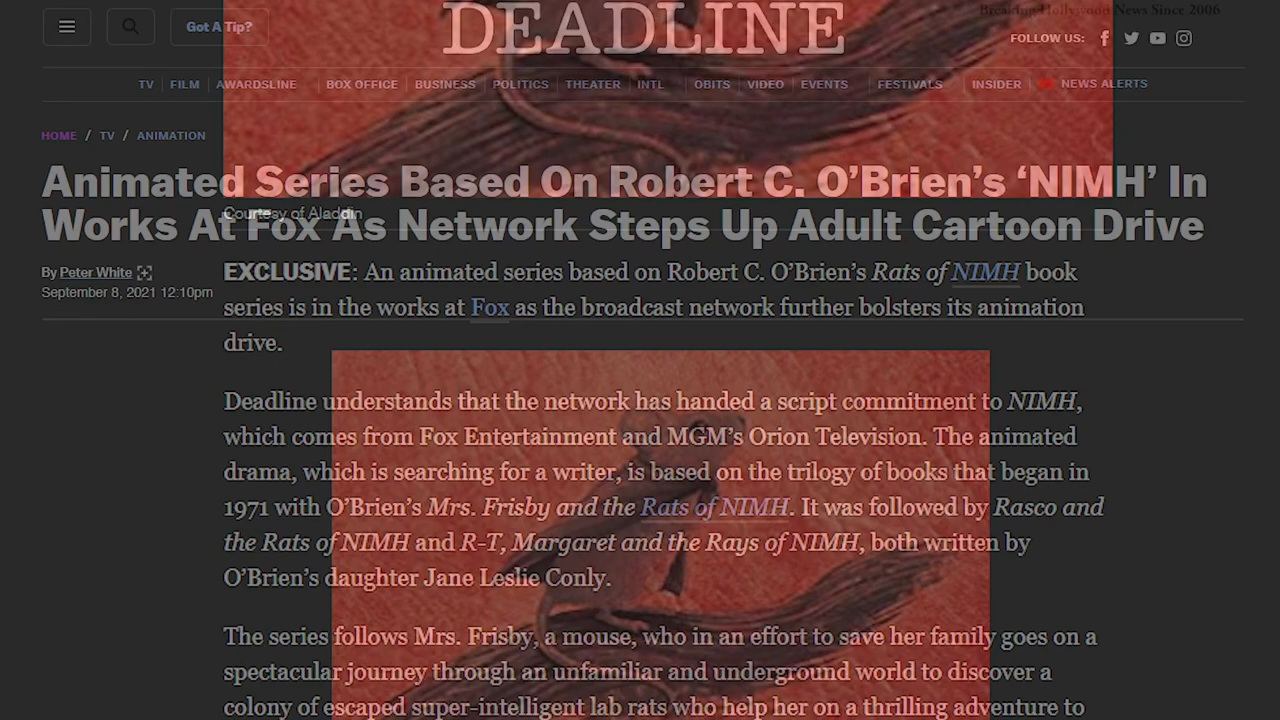 Got A Tip?
DEADLINE
Breaking Hollywood News Since 2006
FOLLOW US:
TV FILM AWARDSLINE BOX OFFICE BUSINESS POLITICS THEATER INTL OBITS VIDEO EVENTS FESTIVALS INSIDER NEWS ALERTS
HOME / TV / ANIMATION
Animated Series Based On Robert C. O’Brien’s ‘NIMH’ In
Works At Fox As Network Steps Up Adult Cartoon Drive
Courtesy of Aladdin
By Peter White
September 8, 2021 12:10pm
EXCLUSIVE: An animated series based on Robert C. O’Brien’s Rats of NIMH book
series is in the works at Fox as the broadcast network further bolsters its animation
drive.
Deadline understands that the network has handed a script commitment to NIMH,
which comes from Fox Entertainment and MGM’s Orion Television. The animated
drama, which is searching for a writer, is based on the trilogy of books that began in
1971 with O’Brien’s Mrs. Frisby and the Rats of NIMH. It was followed by Rasco and
the Rats of NIMH and R-T, Margaret and the Rays of NIMH, both written by
O’Brien’s daughter Jane Leslie Conly.
The series follows Mrs. Frisby, a mouse, who in an effort to save her family goes on a
spectacular journey through an unfamiliar and underground world to discover a
colony of escaped super-intelligent lab rats who help her on a thrilling adventure to